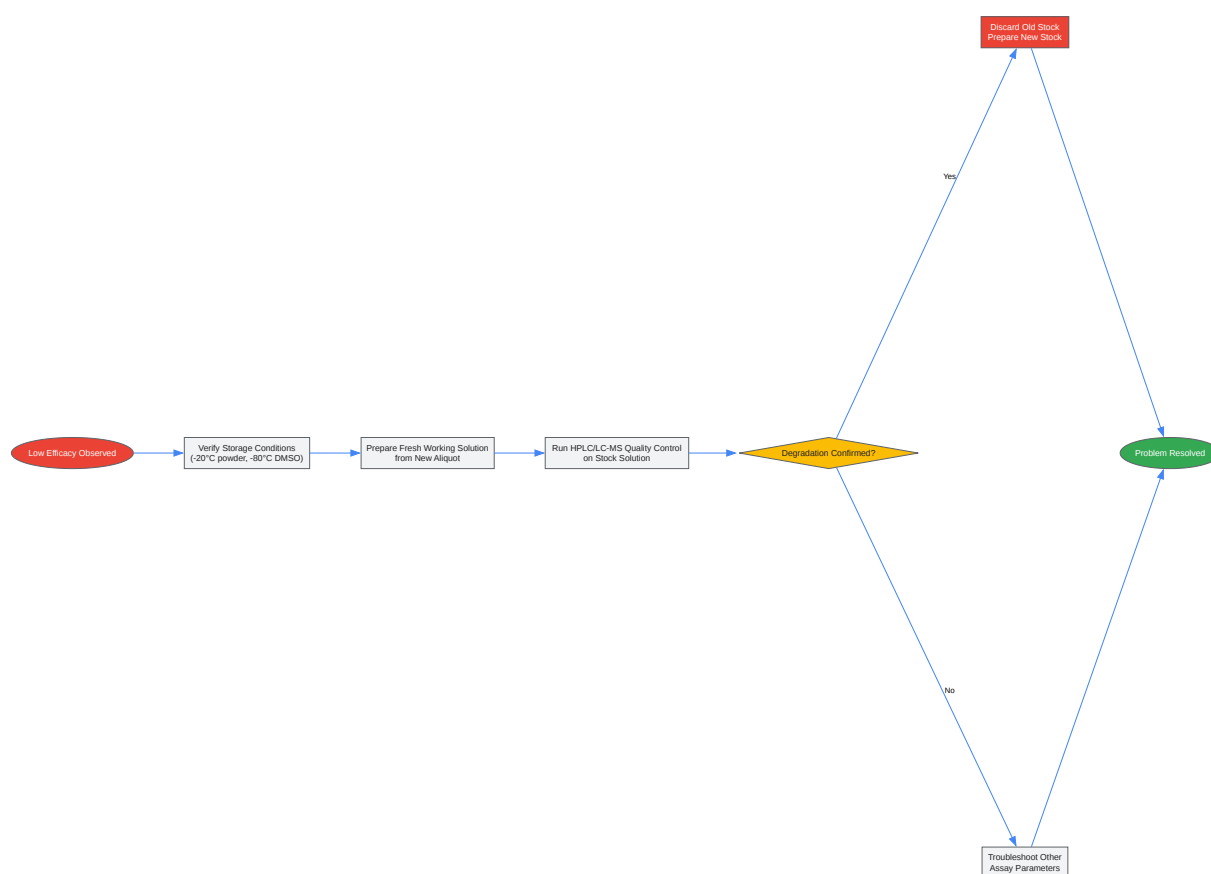 Discard Old Stock
Prepare New Stock
Yes
Low Efficacy Observed
Verify Storage Conditions
(-20°C powder, -80°C DMSO)
Prepare Fresh Working Solution
from New Aliquot
Run HPLC/LC-MS Quality Control
on Stock Solution
Degradation Confirmed?
Problem Resolved
No
Troubleshoot Other
Assay Parameters